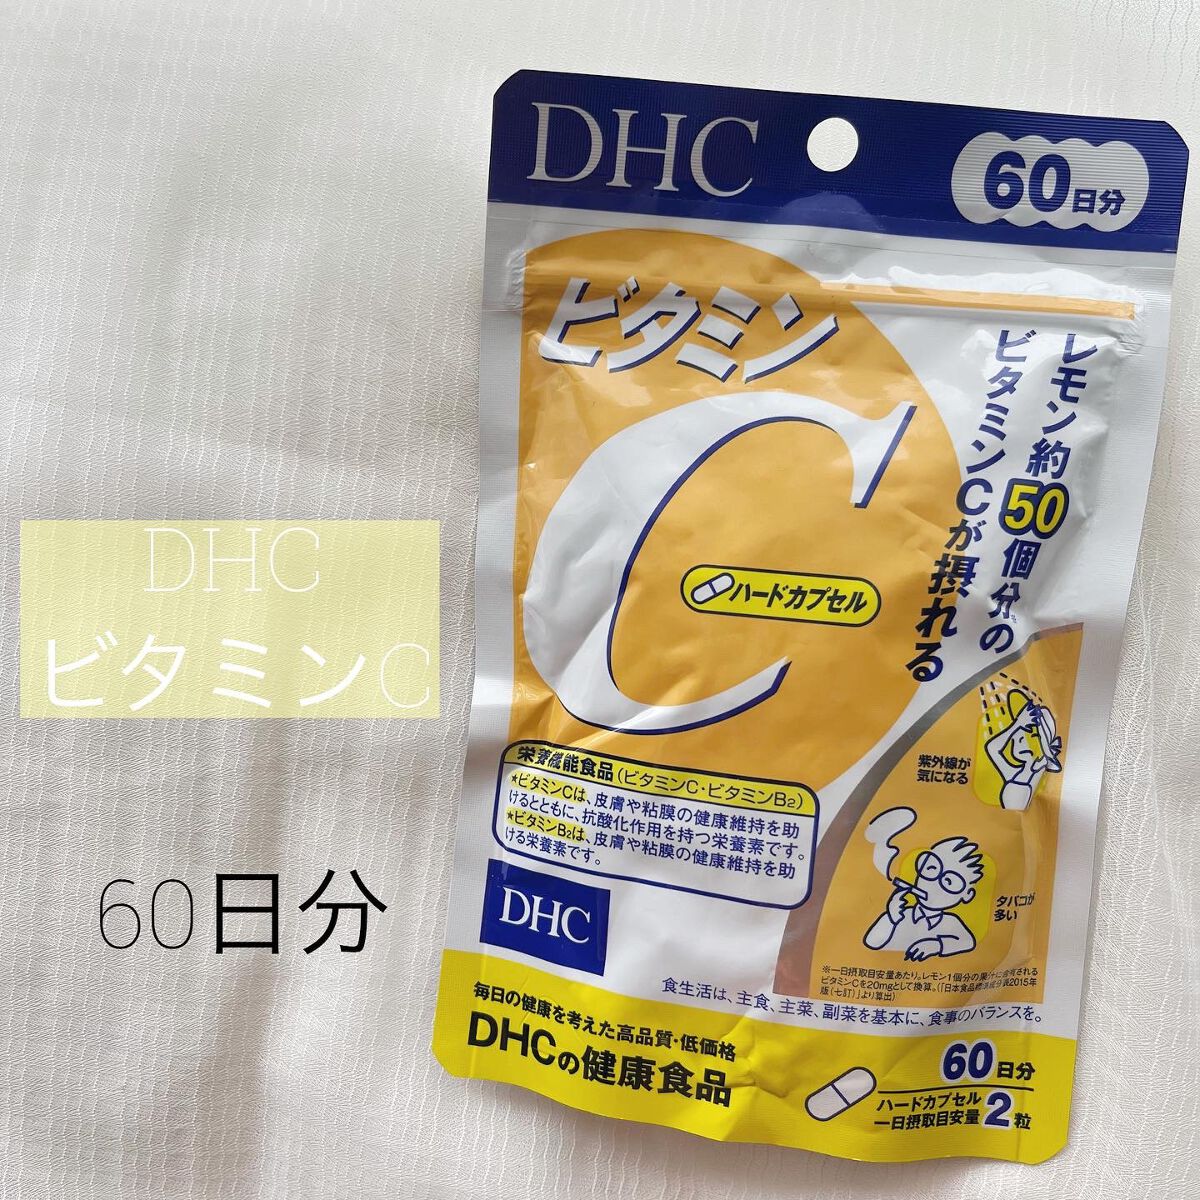 DHC
60日分
ビタミン
C
レモン約50個分※の
ビタミンCが摂れる
ハードカプセル
紫外線が
気になる
タバコが
多い
栄養機能食品(ビタミンC・ビタミンB2)
★ビタミンCは、皮膚や粘膜の健康維持を助
けるとともに、抗酸化作用を持つ栄養素です。
★ビタミンB2は、皮膚や粘膜の健康維持を助
ける栄養素です。
DHC
※一日摂取目安量あたり。レモン1個分の果汁に含有される
ビタミンCを20mgとして換算。(「日本食品標準成分表2015年
版(七訂)」より算出)
食生活は、主食、主菜、副菜を基本に、食事のバランスを。
毎日の健康を考えた高品質・低価格
DHCの健康食品
60日分
ハードカプセル
一日摂取目安量 2粒
DHC
ビタミンC
60日分